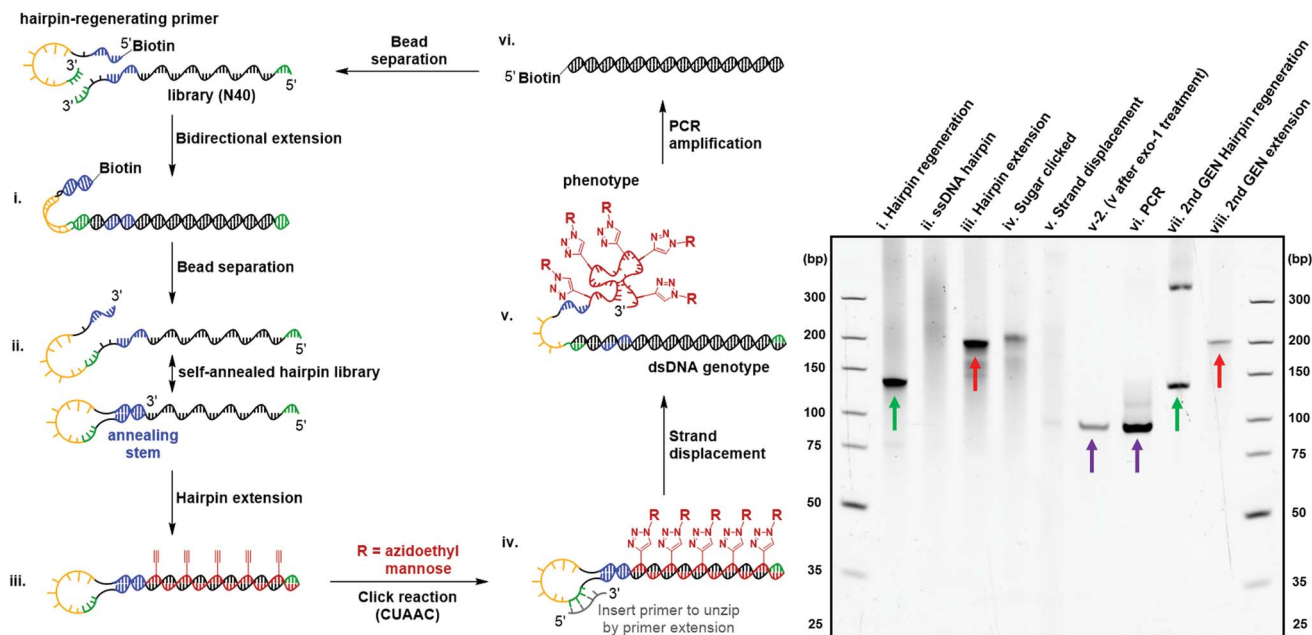 hairpin-regenerating primer
5'
Biotin
3'
3'
library (N40)
5'
Bidirectional extension
i.
Biotin
Bead separation
ii.
3'
5'
self-annealed hairpin library
3'
5'
annealing
stem
Hairpin extension
iii.
R = azidoethyl
mannose
Click reaction
(CUAAC)
iv.
R R R R R
N N N N N
N N N N N
N N N N N
3'
5'
Insert primer to unzip
by primer extension
Strand
displacement
v.
phenotype
R R R R R
3'
dsDNA genotype
PCR
amplification
vi.
5' Biotin
Bead
separation
i. Hairpin regeneration
ii. ssDNA hairpin
iii. Hairpin extension
iv. Sugar clicked
v. Strand displacement
v-2. (v after exo-1 treatment)
vi. PCR
vii. 2nd GEN Hairpin regeneration
viii. 2nd GEN extension
(bp)
300
200
150
100
75
50
35
25
(bp)
300
200
150
100
75
50
35
25